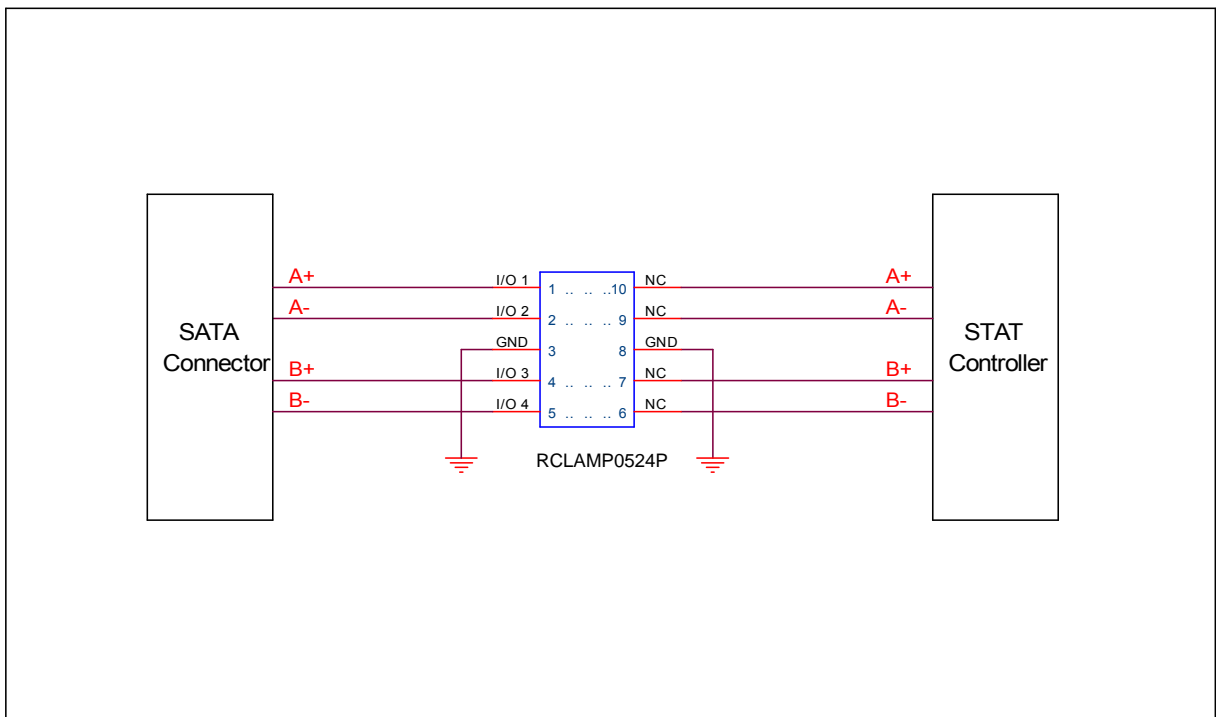 A+ I/O 1 1 .. .. ..10 NC A+
A- I/O 2 2 .. .. .. 9 NC A-
SATA GND 3 8 GND STAT
Connector Controller
B+ I/O 3 4 .. .. .. 7 NC B+
B- I/O 4 5 .. .. .. 6 NC B-
RCLAMP0524P